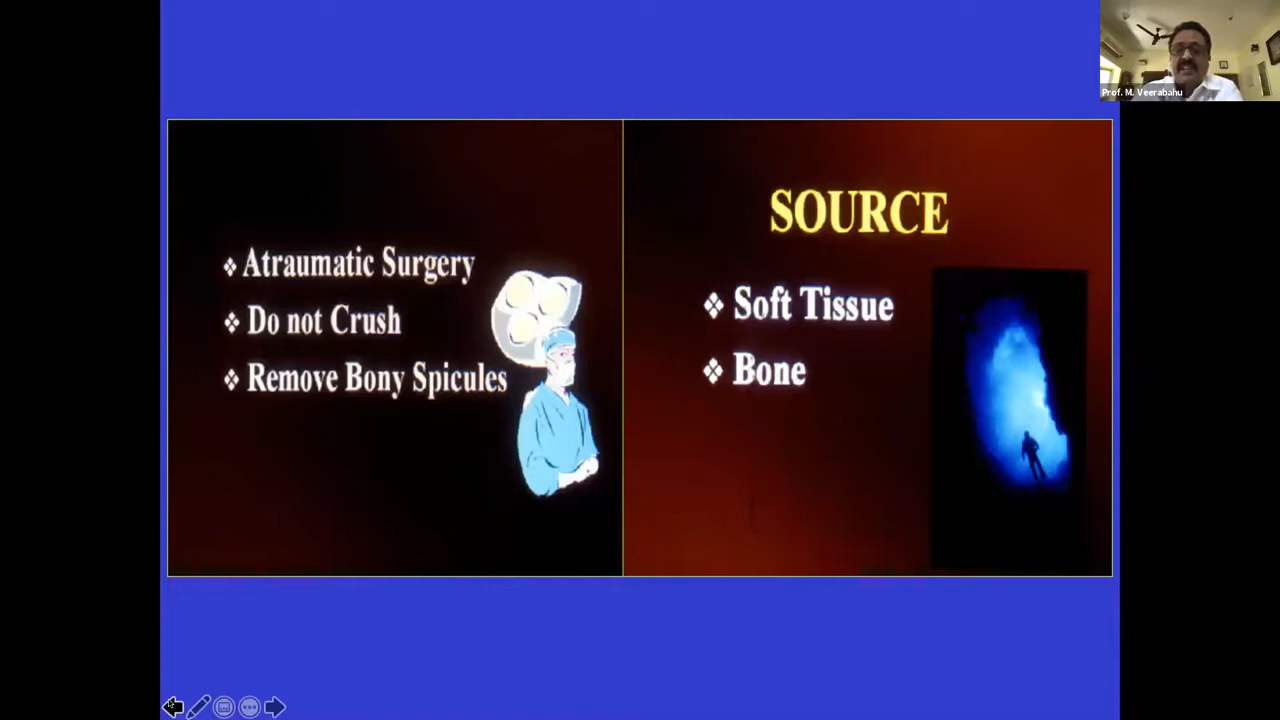 Prof. M. Veerabahu
❖ Atraumatic Surgery
❖ Do not Crush
❖ Remove Bony Spicules
SOURCE
❖ Soft Tissue
❖ Bone